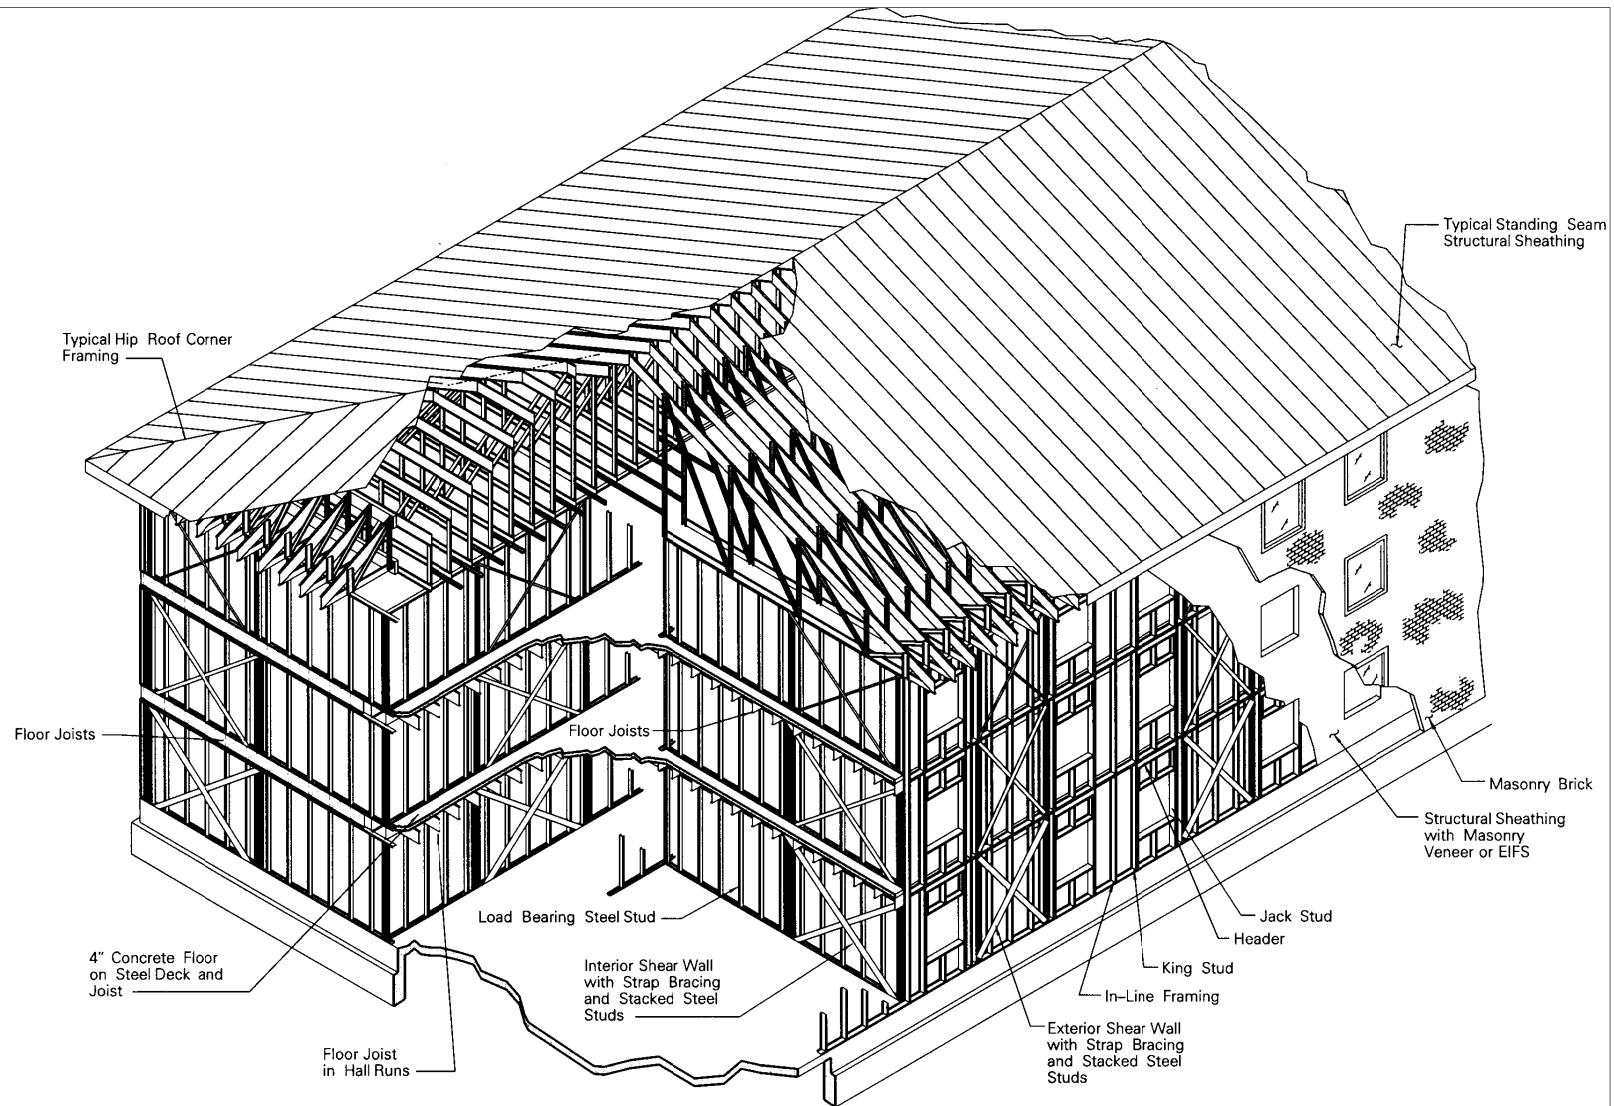 Typical Standing Seam
Structural Sheathing
Typical Hip Roof Corner
Framing
Floor Joists
Floor Joists
Masonry Brick
Structural Sheathing
with Masonry
Veneer or EIFS
Load Bearing Steel Stud
Jack Stud
Header
4" Concrete Floor
on Steel Deck and
Joist
Interior Shear Wall
with Strap Bracing
and Stacked Steel
Studs
King Stud
In-Line Framing
Exterior Shear Wall
with Strap Bracing
and Stacked Steel
Studs
Floor Joist
in Hall Runs